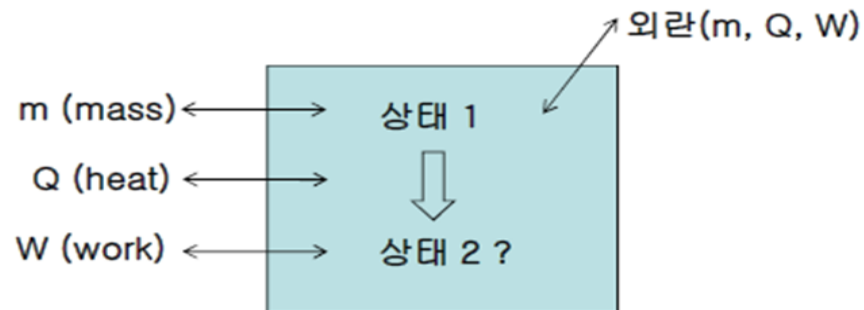 외란(m, Q, W)
m (mass)
상태 1
Q (heat)
W (work)
상태 2 ?